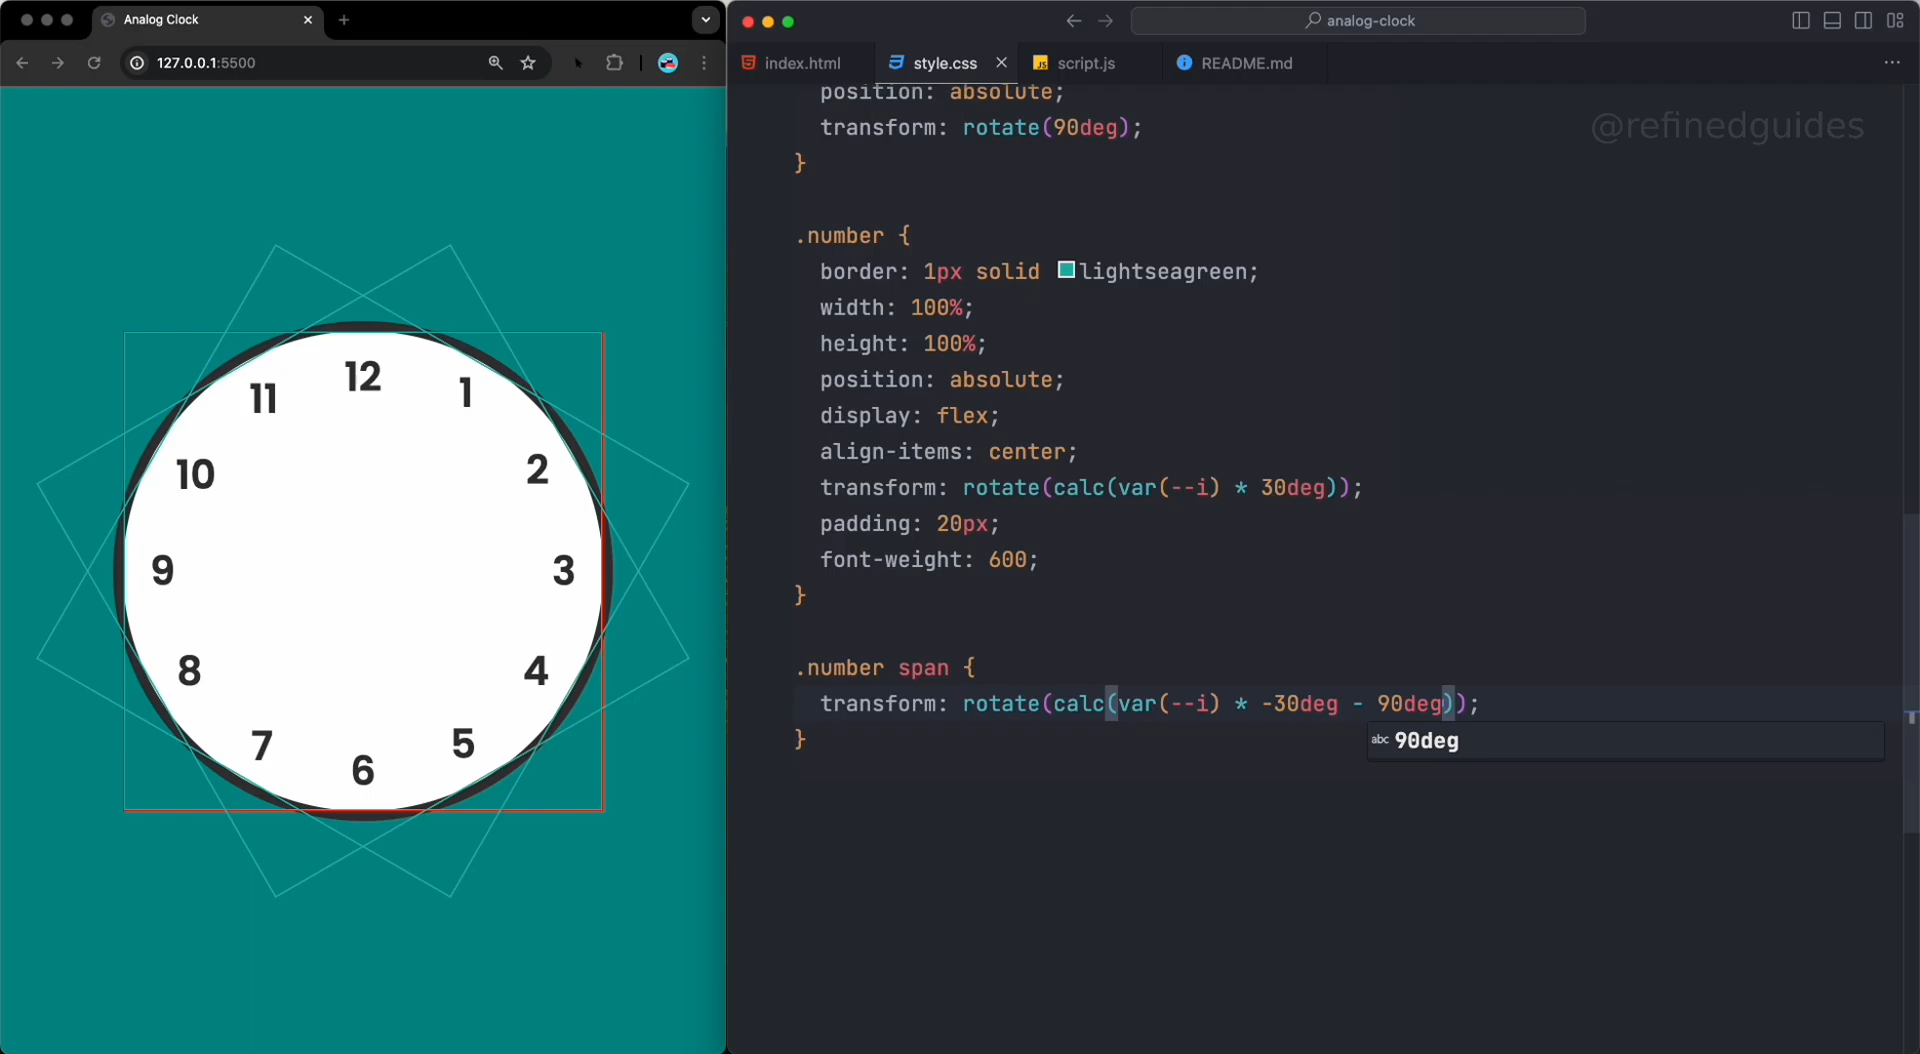 Analog Clock
127.0.0.1:5500
12
11
1
10
2
9
3
8
4
7
5
6
analog-clock
index.html
style.css
JS script.js
README.md
position: absolute;
transform: rotate(90deg);
}
@refinedguides
.number {
border: 1px solid lightseagreen;
width: 100%;
height: 100%;
position: absolute;
display: flex;
align-items: center;
transform: rotate(calc(var(--i) * 30deg));
padding: 20px;
font-weight: 600;
}
.number span {
transform: rotate(calc(var(--i) * -30deg - 90deg));
}
abc 90deg